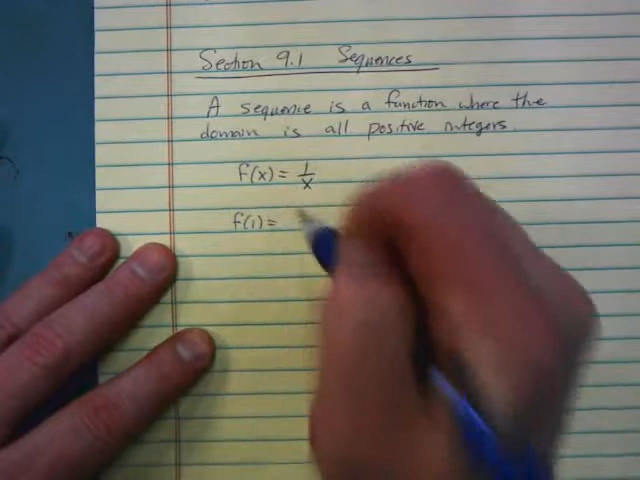 Section 9.1 Sequences
A sequence is a function where the
domain is all positive integers.
f(x) = 1/x
f(1) =